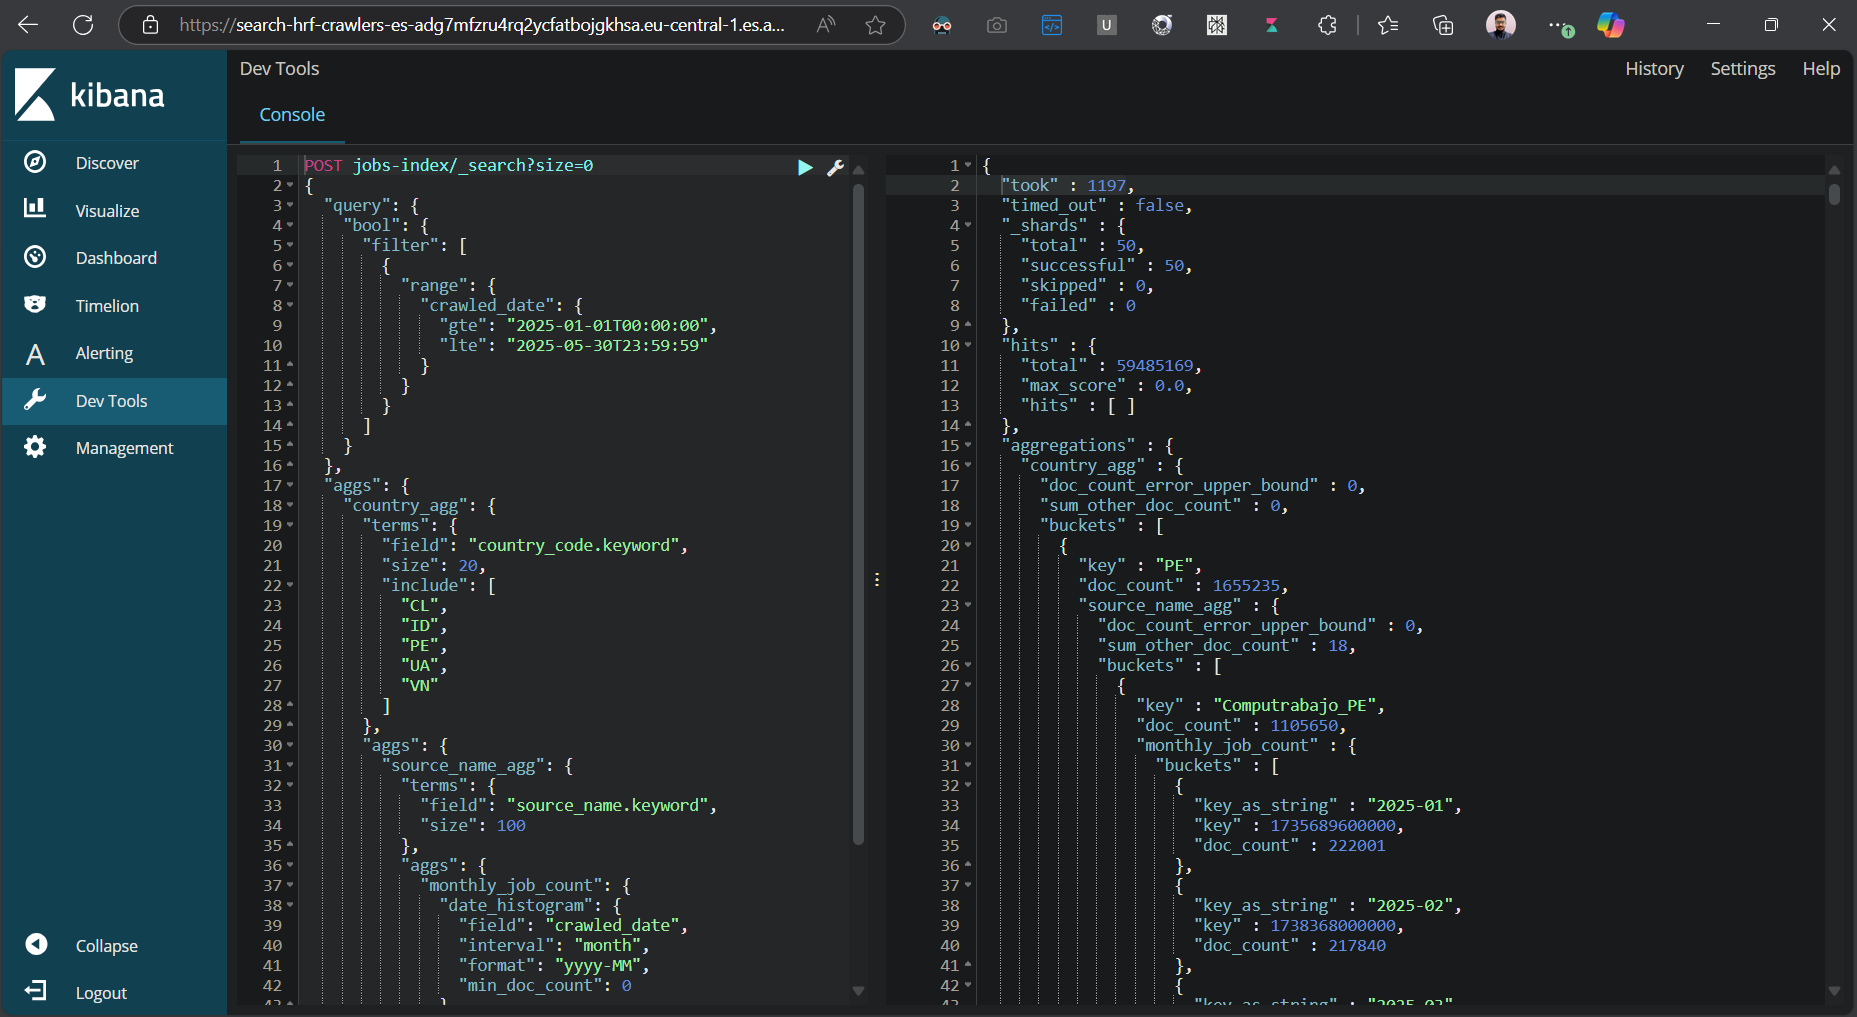 https://search-hrf-crawlers-es-adg7mfzru4rq2ycfatbojgkhsa.eu-central-1.es.a...
kibana
Discover
Visualize
Dashboard
Timelion
Alerting
Dev Tools
Management
Collapse
Logout
Dev Tools
History Settings Help
Console
1 POST jobs-index/_search?size=0
2 {
3 "query": {
4 "bool": {
5 "filter": [
6 {
7 "range": {
8 "crawled_date": {
9 "gte": "2025-01-01T00:00:00",
10 "lte": "2025-05-30T23:59:59"
11 }
12 }
13 }
14 ]
15 }
16 },
17 "aggs": {
18 "country_agg": {
19 "terms": {
20 "field": "country_code.keyword",
21 "size": 20,
22 "include": [
23 "CL",
24 "ID",
25 "PE",
26 "UA",
27 "VN"
28 ]
29 },
30 "aggs": {
31 "source_name_agg": {
32 "terms": {
33 "field": "source_name.keyword",
34 "size": 100
35 },
36 "aggs": {
37 "monthly_job_count": {
38 "date_histogram": {
39 "field": "crawled_date",
40 "interval": "month",
41 "format": "yyyy-MM",
42 "min_doc_count": 0
43 }
1 {
2 "took" : 1197,
3 "timed_out" : false,
4 "_shards" : {
5 "total" : 50,
6 "successful" : 50,
7 "skipped" : 0,
8 "failed" : 0
9 },
10 "hits" : {
11 "total" : 59485169,
12 "max_score" : 0.0,
13 "hits" : [ ]
14 },
15 "aggregations" : {
16 "country_agg" : {
17 "doc_count_error_upper_bound" : 0,
18 "sum_other_doc_count" : 0,
19 "buckets" : [
20 {
21 "key" : "PE",
22 "doc_count" : 1655235,
23 "source_name_agg" : {
24 "doc_count_error_upper_bound" : 0,
25 "sum_other_doc_count" : 18,
26 "buckets" : [
27 {
28 "key" : "Computrabajo_PE",
29 "doc_count" : 1105650,
30 "monthly_job_count" : {
31 "buckets" : [
32 {
33 "key_as_string" : "2025-01",
34 "key" : 1735689600000,
35 "doc_count" : 222001
36 },
37 {
38 "key_as_string" : "2025-02",
39 "key" : 1738368000000,
40 "doc_count" : 217840
41 },
42 {
43 "key_as_string" : "2025-03"